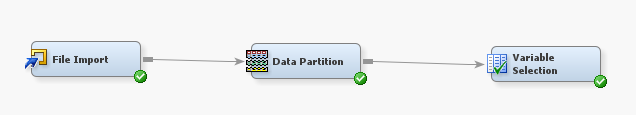 File Import
Data Partition
Variable
Selection